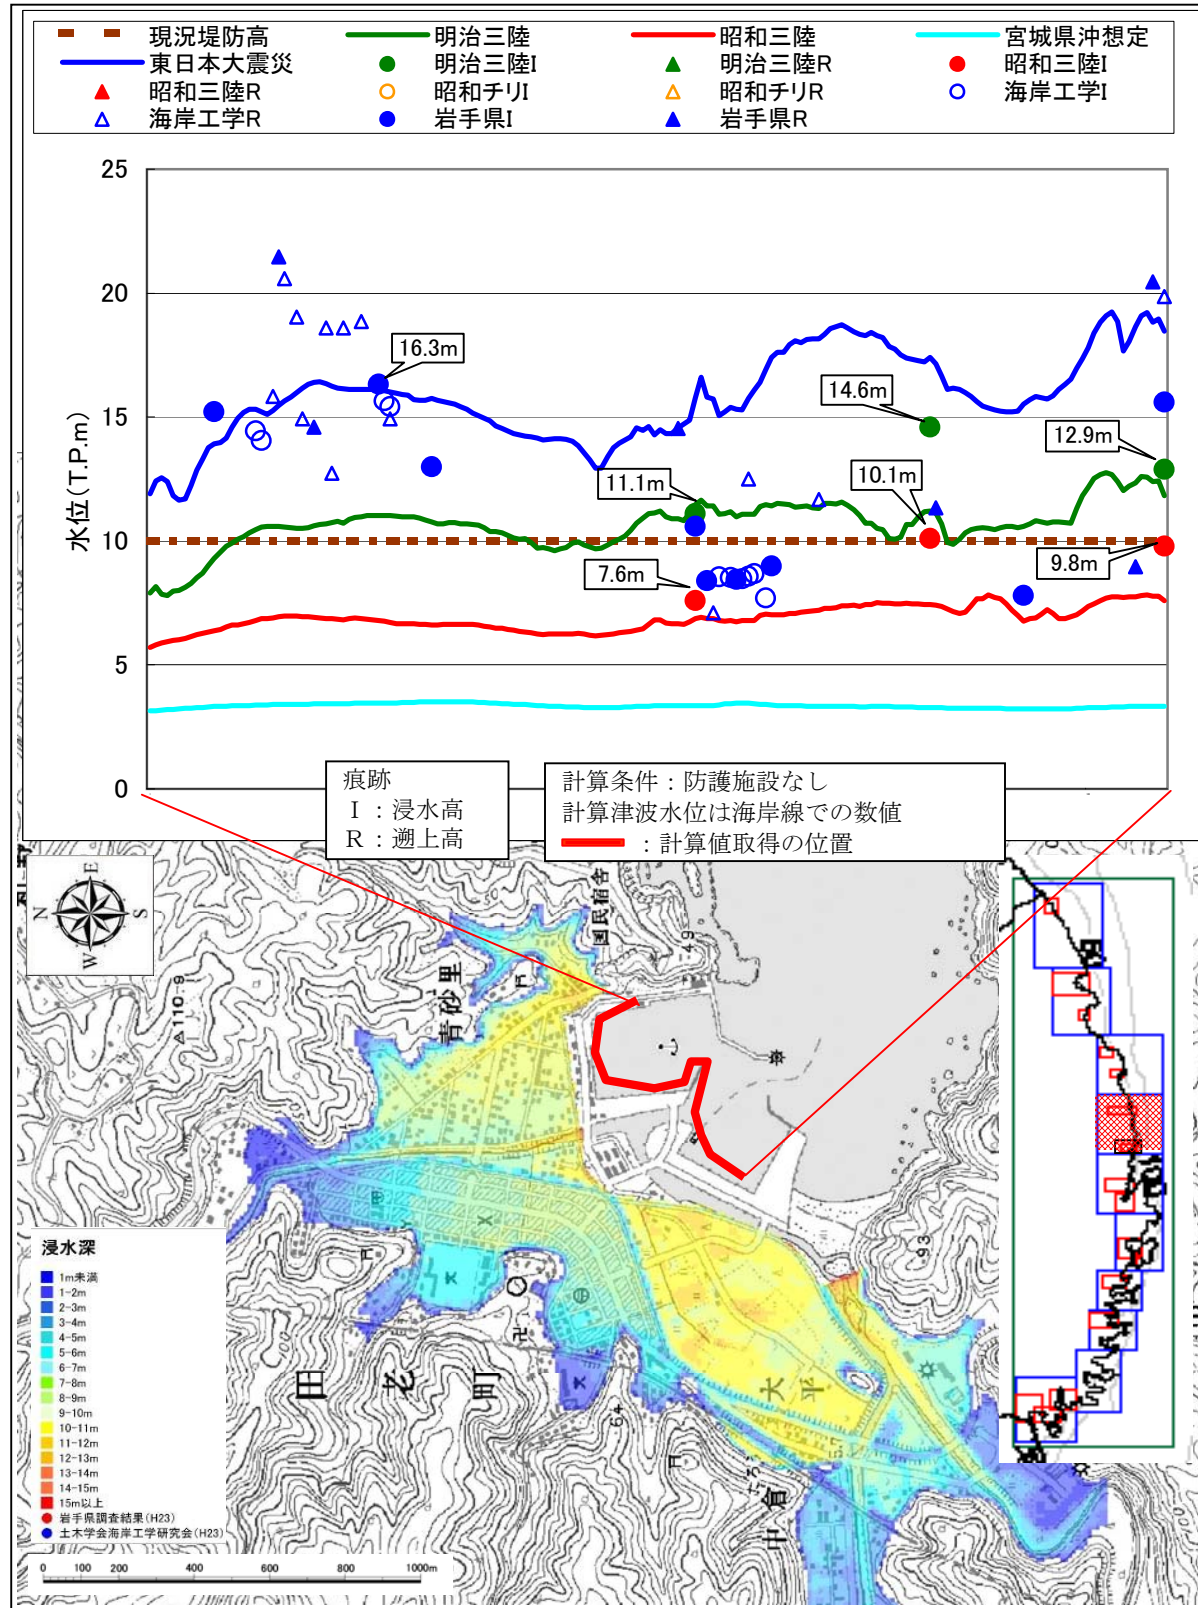 現況堤防高 明治三陸 昭和三陸 宮城県沖想定
東日本大震災 明治三陸I 明治三陸R 昭和三陸I
昭和三陸R 昭和チリI 昭和チリR 海岸工学I
海岸工学R 岩手県I 岩手県R
水位(T.P.m)
25
20
15
10
5
0
16.3m
14.6m
12.9m
11.1m
10.1m
9.8m
7.6m
痕跡
I：浸水高
R：遡上高
計算条件：防護施設なし
計算津波水位は海岸線での数値
：計算値取得の位置
N
E
S
W
国民宿舎
49
青砂里
△110.9
93
田老町
大平
64
中倉
浸水深
1m未満
1-2m
2-3m
3-4m
4-5m
5-6m
6-7m
7-8m
8-9m
9-10m
10-11m
11-12m
12-13m
13-14m
14-15m
15m以上
岩手県調査結果(H23)
土木学会海岸工学研究会(H23)
0 100 200 400 600 800 1000m